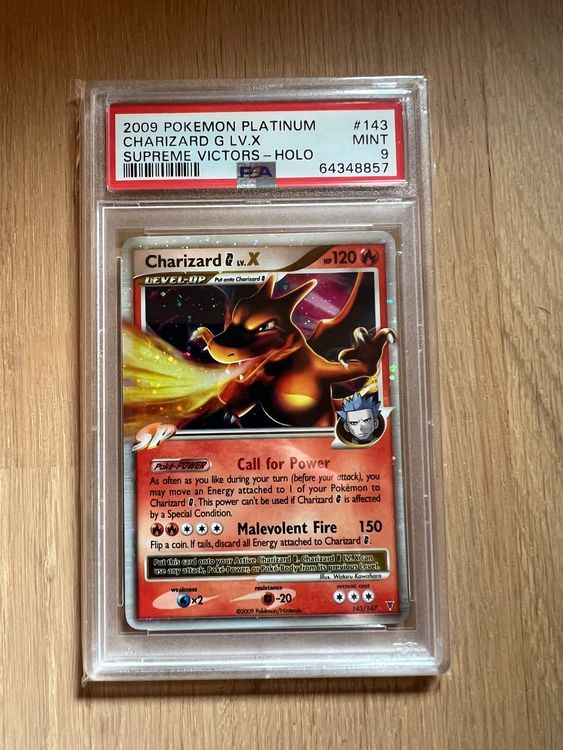 2009 POKEMON PLATINUM #143
CHARIZARD G LV.X MINT
SUPREME VICTORS-HOLO 9
64348857
PSA
Charizard G LV.X HP120
LEVEL-UP Put onto Charizard G
SP
Poké-POWER Call for Power
As often as you like during your turn (before your attack), you
may move an Energy attached to 1 of your Pokémon to
Charizard G. This power can't be used if Charizard G is affected
by a Special Condition.
Malevolent Fire 150
Flip a coin. If tails, discard all Energy attached to Charizard G.
Put this card onto your Active Charizard G. Charizard G LV.X can
use any attack, Poké-Power, or Poké-Body from its previous Level.
Illus. Wataru Kawahara
weakness resistance retreat cost
×2 -20
©2009 Pokémon/Nintendo 143/147